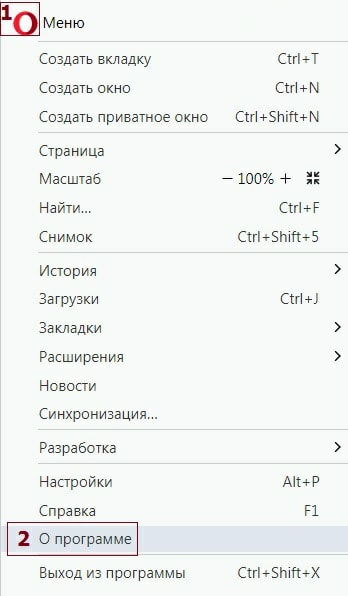 1 Меню
Создать вкладку Ctrl+T
Создать окно Ctrl+N
Создать приватное окно Ctrl+Shift+N
Страница
Масштаб − 100% +
Найти... Ctrl+F
Снимок Ctrl+Shift+5
История
Загрузки Ctrl+J
Закладки
Расширения
Новости
Синхронизация...
Разработка
Настройки Alt+P
Справка F1
2 О программе
Выход из программы Ctrl+Shift+X